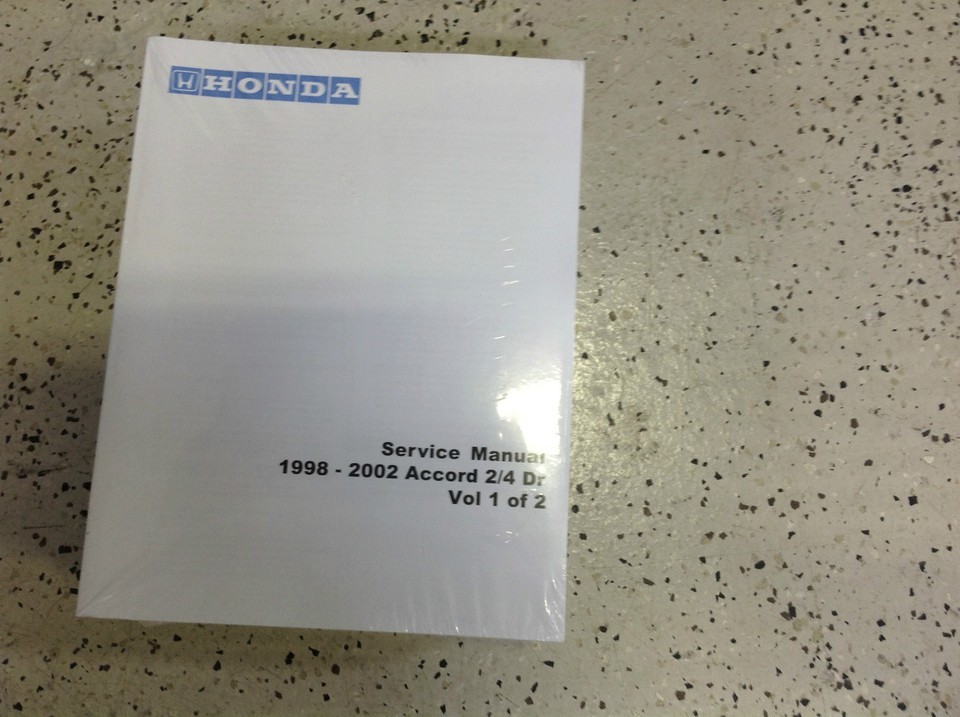 HONDA
Service Manual
1998 - 2002 Accord 2/4 Dr
Vol 1 of 2